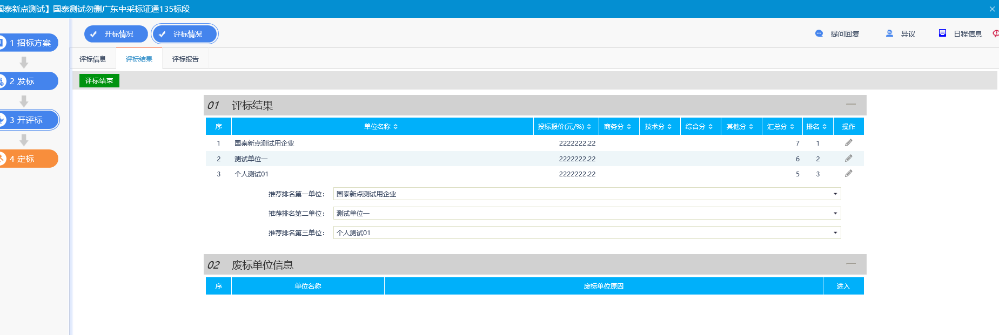 国泰新点测试】国泰测试勿删广东中采标证通135标段
1 招标方案
2 发标
3 开评标
4 定标
开标情况 评标情况 提问回复 异议 日程信息
评标信息 评标结果 评标报告
评标结束
01 评标结果
序 单位名称 投标报价(元/%) 商务分 技术分 综合分 其他分 汇总分 排名 操作
1 国泰新点测试用企业 2222222.22 7 1
2 测试单位一 2222222.22 6 2
3 个人测试01 2222222.22 5 3
推荐排名第一单位： 国泰新点测试用企业
推荐排名第二单位： 测试单位一
推荐排名第三单位： 个人测试01
02 废标单位信息
序 单位名称 废标单位原因 进入